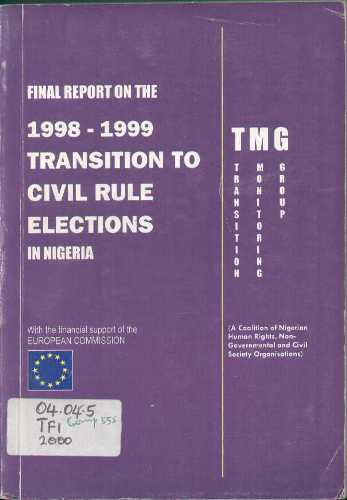 FINAL REPORT ON THE
1998 - 1999
TRANSITION TO
CIVIL RULE
ELECTIONS
IN NIGERIA
With the financial support of the
EUROPEAN COMMISSION
TMG
TRANSITION
MONITORING
GROUP
(A Coalition of Nigerian
Human Rights, Non-
Governmental and Civil
Society Organisations)
04.04.5
TFI
2000